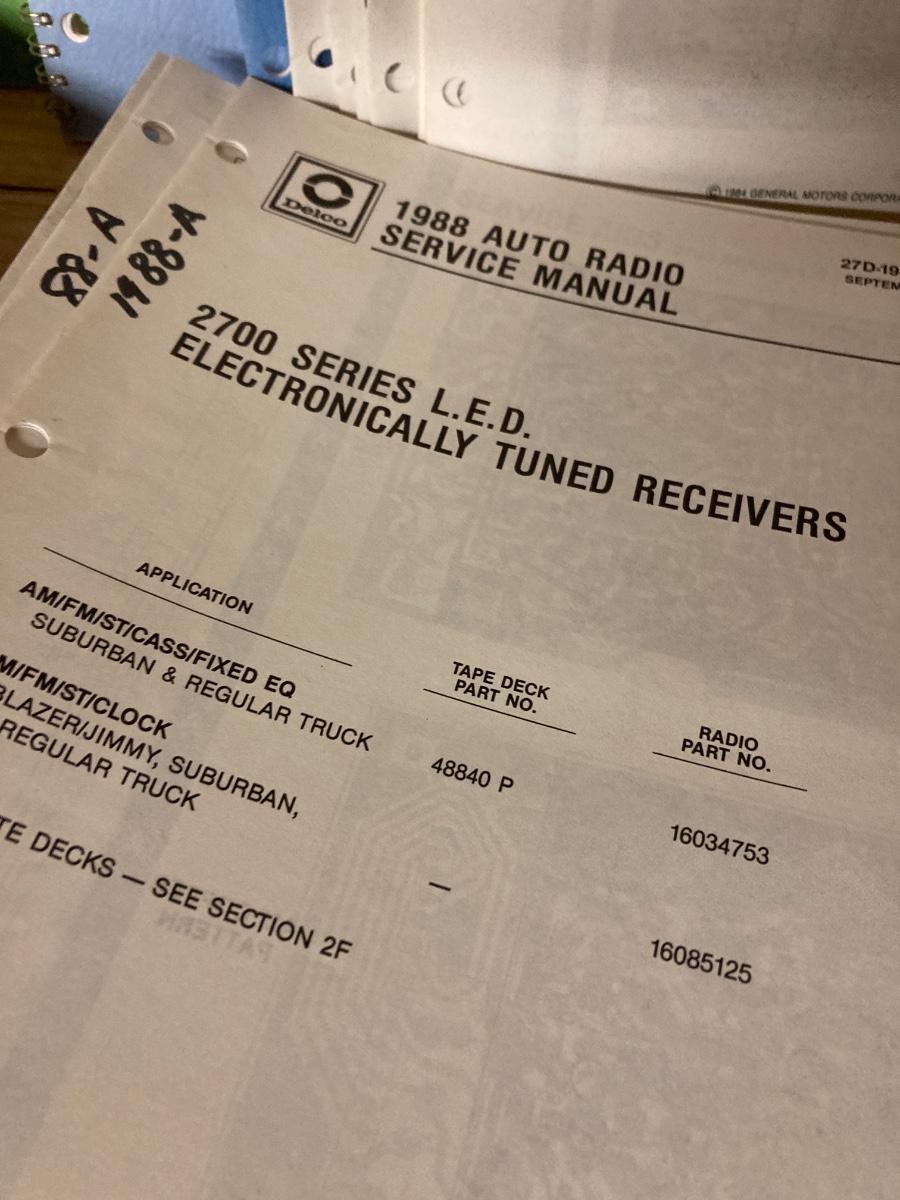 © 1984 GENERAL MOTORS
88-A
1988-A
Delco
1988 AUTO RADIO
SERVICE MANUAL
27D-19
2700 SERIES L.E.D.
ELECTRONICALLY TUNED RECEIVERS
APPLICATION
TAPE DECK
PART NO.
RADIO
PART NO.
AM/FM/ST/CASS/FIXED EQ
SUBURBAN & REGULAR TRUCK
48840 P
16034753
M/FM/ST/CLOCK
BLAZER/JIMMY, SUBURBAN,
REGULAR TRUCK
—
16085125
TE DECKS — SEE SECTION 2F
PATTERN